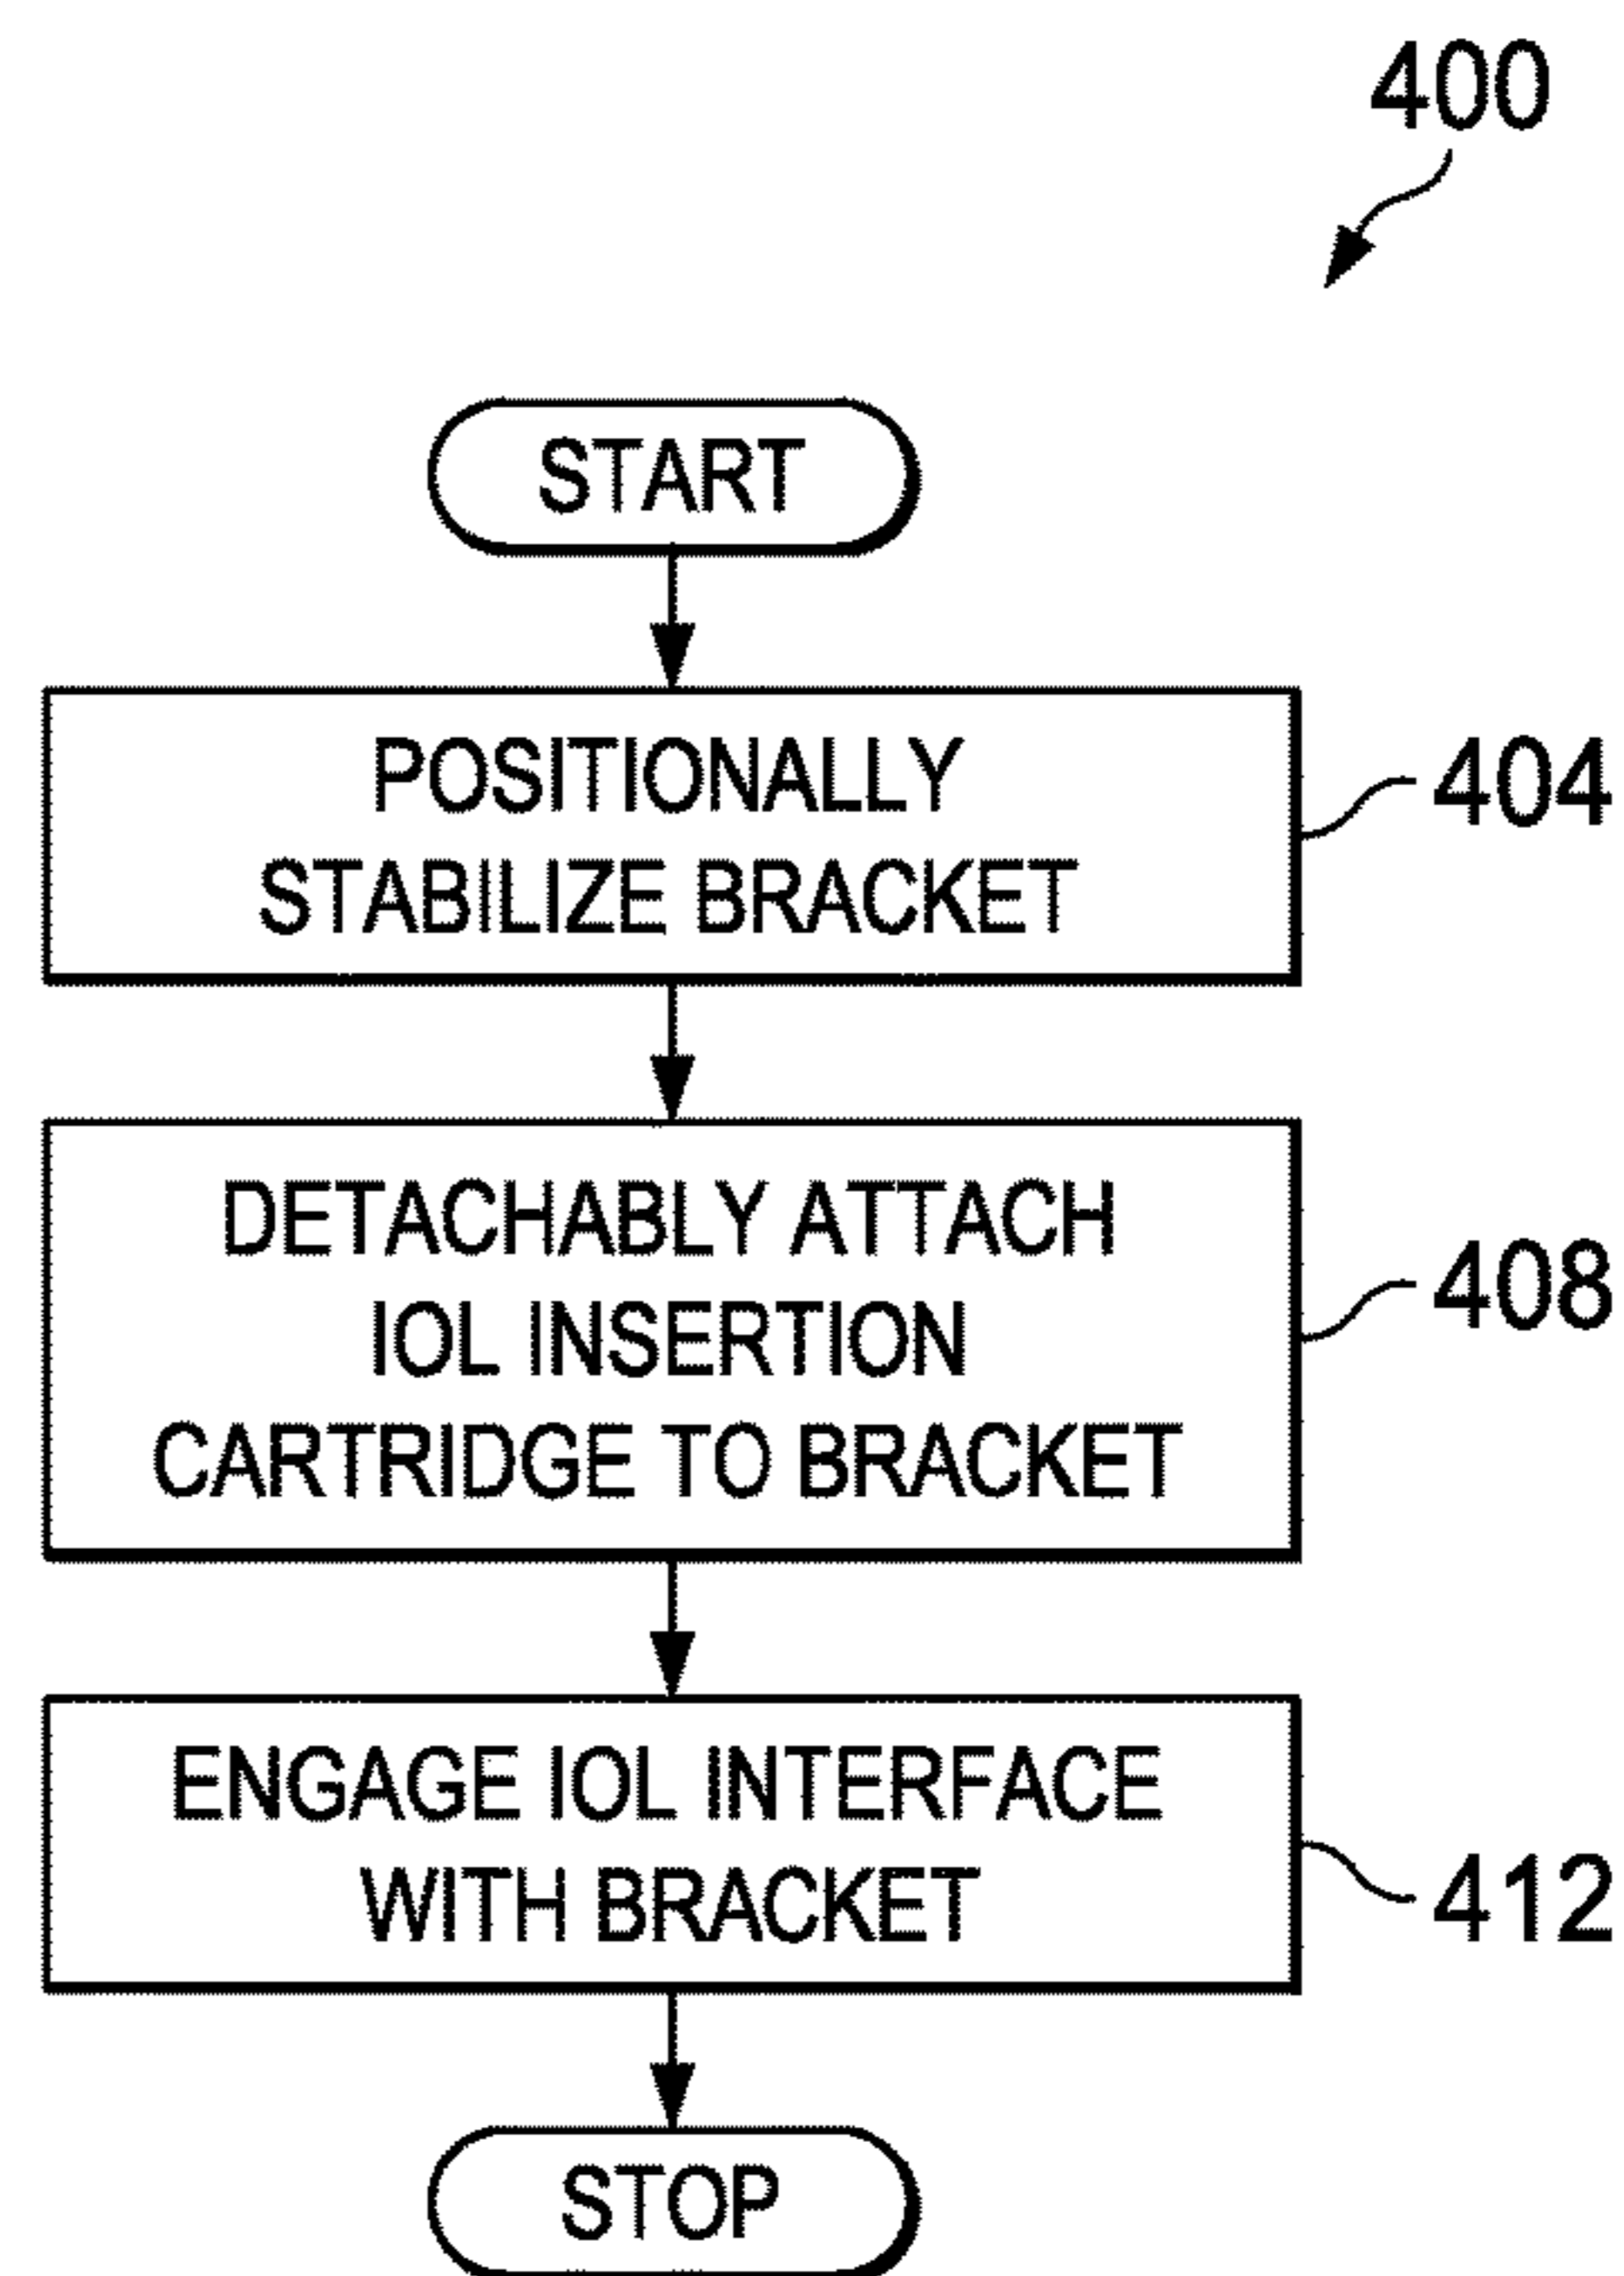 400
START
POSITIONALLY
STABILIZE BRACKET
404
DETACHABLY ATTACH
IOL INSERTION
CARTRIDGE TO BRACKET
408
ENGAGE IOL INTERFACE
WITH BRACKET
412
STOP